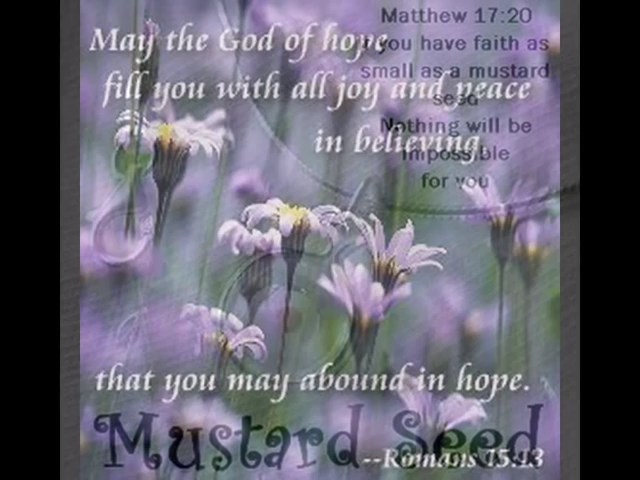 Matthew 17:20
If you have faith as
small as a mustard
seed
Nothing will be
impossible
for you
May the God of hope
fill you with all joy and peace
in believing
that you may abound in hope.
Mustard Seed
--Romans 15:13